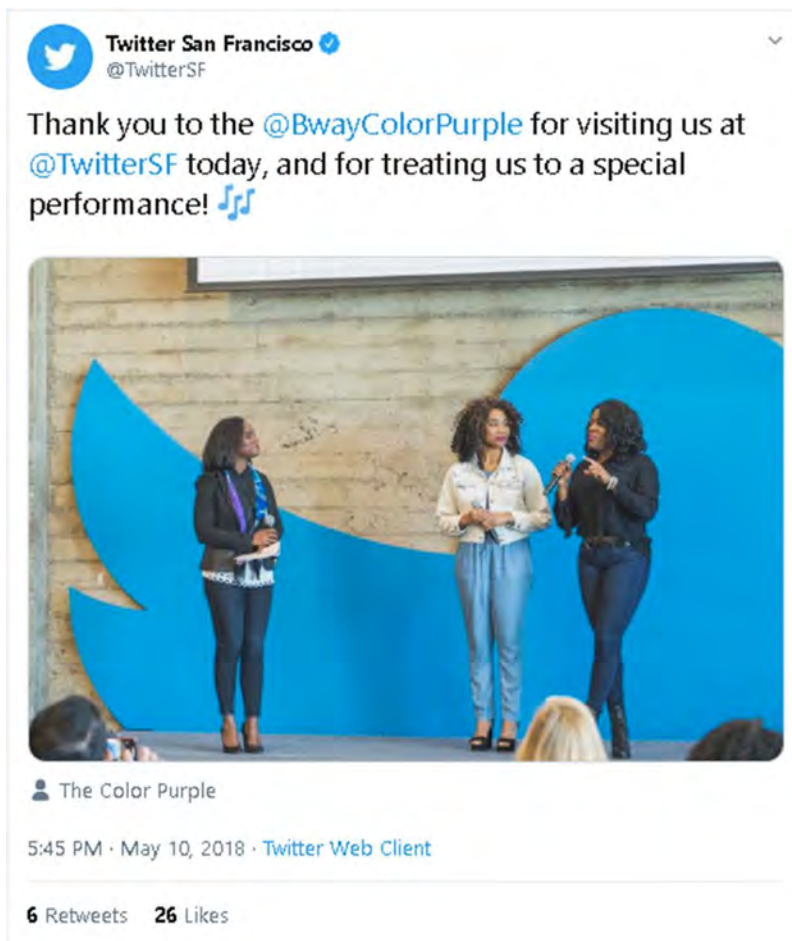 Twitter San Francisco
@TwitterSF
Thank you to the @BwayColorPurple for visiting us at
@TwitterSF today, and for treating us to a special
performance! 🎶
The Color Purple
5:45 PM · May 10, 2018 · Twitter Web Client
6 Retweets 26 Likes